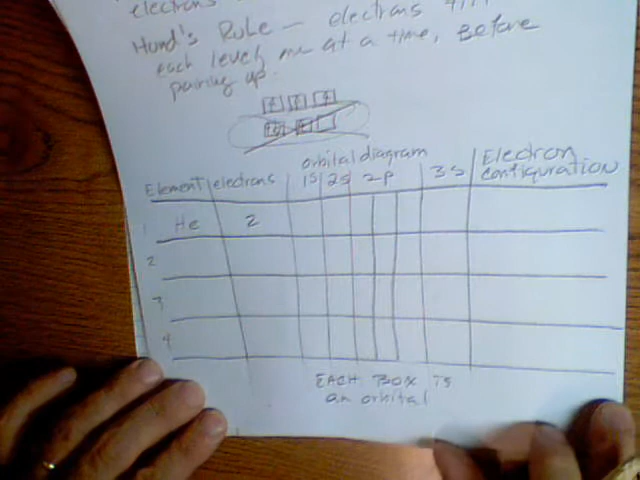 electrons
Hund's Rule — electrons fill
each level, one at a time, Before
pairing up.
orbital diagram
Element electrons 1S 2S 2P 3S Electron configuration
1 He 2
2
3
4
EACH BOX IS
an orbital